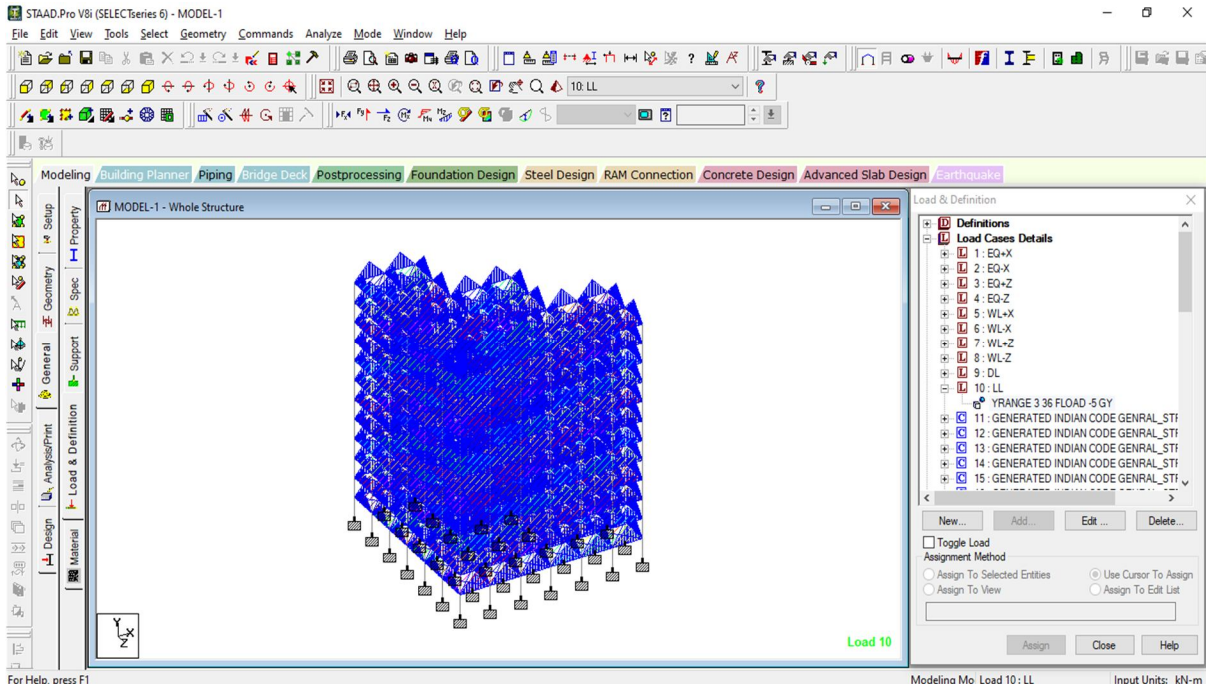 STAAD.Pro V8i (SELECTseries 6) - MODEL-1
File Edit View Tools Select Geometry Commands Analyze Mode Window Help
10: LL
Modeling Building Planner Piping Bridge Deck Postprocessing Foundation Design Steel Design RAM Connection Concrete Design Advanced Slab Design Earthquake
Setup
Geometry
General
Analysis/Print
Design
Property
Spec
Support
Load & Definition
Material
MODEL-1 - Whole Structure
Y
X
Z
Load 10
Load & Definition
Definitions
Load Cases Details
1 : EQ+X
2 : EQ-X
3 : EQ+Z
4 : EQ-Z
5 : WL+X
6 : WL-X
7 : WL+Z
8 : WL-Z
9 : DL
10 : LL
YRANGE 3 36 FLOAD -5 GY
11 : GENERATED INDIAN CODE GENRAL_STF
12 : GENERATED INDIAN CODE GENRAL_STF
13 : GENERATED INDIAN CODE GENRAL_STF
14 : GENERATED INDIAN CODE GENRAL_STF
15 : GENERATED INDIAN CODE GENRAL_STF
New... Add... Edit ... Delete...
Toggle Load
Assignment Method
Assign To Selected Entities Use Cursor To Assign
Assign To View Assign To Edit List
Assign Close Help
For Help, press F1 Modeling Mo Load 10 : LL Input Units: kN-m